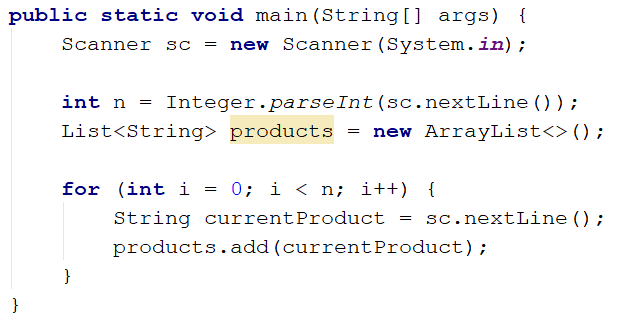 public static void main(String[] args) {
    Scanner sc = new Scanner(System.in);
    int n = Integer.parseInt(sc.nextLine());
    List<String> products = new ArrayList<>();
    for (int i = 0; i < n; i++) {
        String currentProduct = sc.nextLine();
        products.add(currentProduct);
    }
}